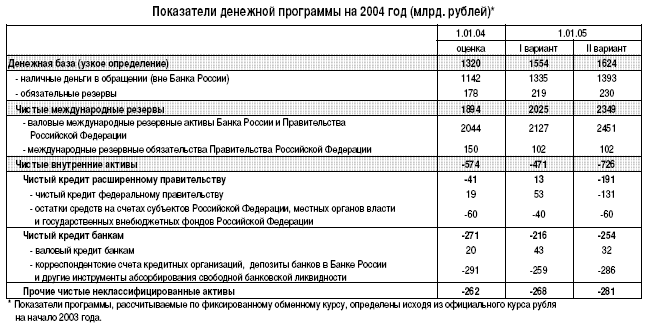 Показатели денежной программы на 2004 год (млрд. рублей)*
1.01.04 1.01.05
оценка I вариант II вариант
Денежная база (узкое определение) 1320 1554 1624
- наличные деньги в обращении (вне Банка России) 1142 1335 1393
- обязательные резервы 178 219 230
Чистые международные резервы 1894 2025 2349
- валовые международные резервные активы Банка России и Правительства
Российской Федерации 2044 2127 2451
- международные резервные обязательства Правительства Российской Федерации 150 102 102
Чистые внутренние активы -574 -471 -726
Чистый кредит расширенному правительству -41 13 -191
- чистый кредит федеральному правительству 19 53 -131
- остатки средств на счетах субъектов Российской Федерации, местных органов власти
и государственных внебюджетных фондов Российской Федерации -60 -40 -60
Чистый кредит банкам -271 -216 -254
- валовый кредит банкам 20 43 32
- корреспондентские счета кредитных организаций, депозиты банков в Банке России
и другие инструменты абсорбирования свободной банковской ликвидности -291 -259 -286
Прочие чистые неклассифицированные активы -262 -268 -281
* Показатели программы, рассчитываемые по фиксированному обменному курсу, определены исходя из официального курса рубля
на начало 2003 года.